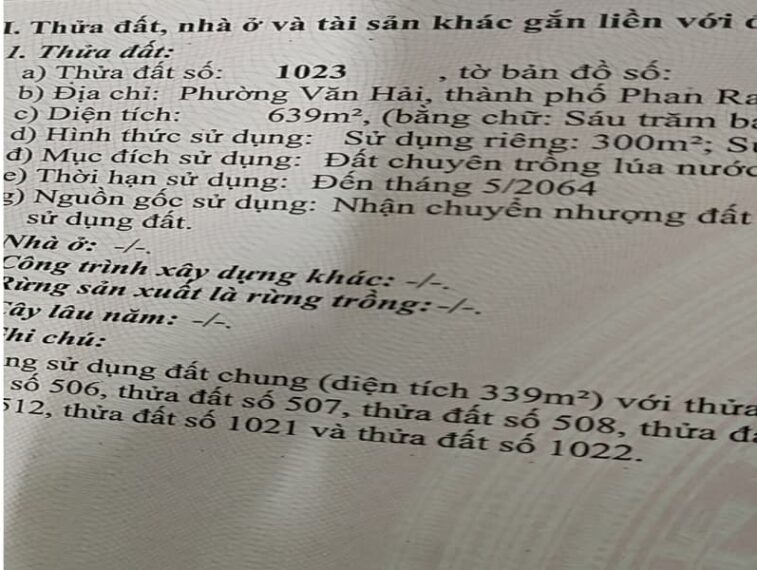 I. Thửa đất, nhà ở và tài sản khác gắn liền với
1. Thửa đất:
a) Thửa đất số: 1023 , tờ bản đồ số:
b) Địa chỉ: Phường Văn Hải, thành phố Phan
c) Diện tích: 639m², (bằng chữ: Sáu trăm
d) Hình thức sử dụng: Sử dụng riêng: 300m²;
đ) Mục đích sử dụng: Đất chuyên trồng lúa nước
e) Thời hạn sử dụng: Đến tháng 5/2064
g) Nguồn gốc sử dụng: Nhận chuyển nhượng đất
sử dụng đất.
Nhà ở: -/-.
Công trình xây dựng khác: -/-.
Rừng sản xuất là rừng trồng: -/-.
Cây lâu năm: -/-.
Ghi chú:
sử dụng đất chung (diện tích 339m²) với thửa
số 506, thửa đất số 507, thửa đất số 508, thửa
512, thửa đất số 1021 và thửa đất số 1022.